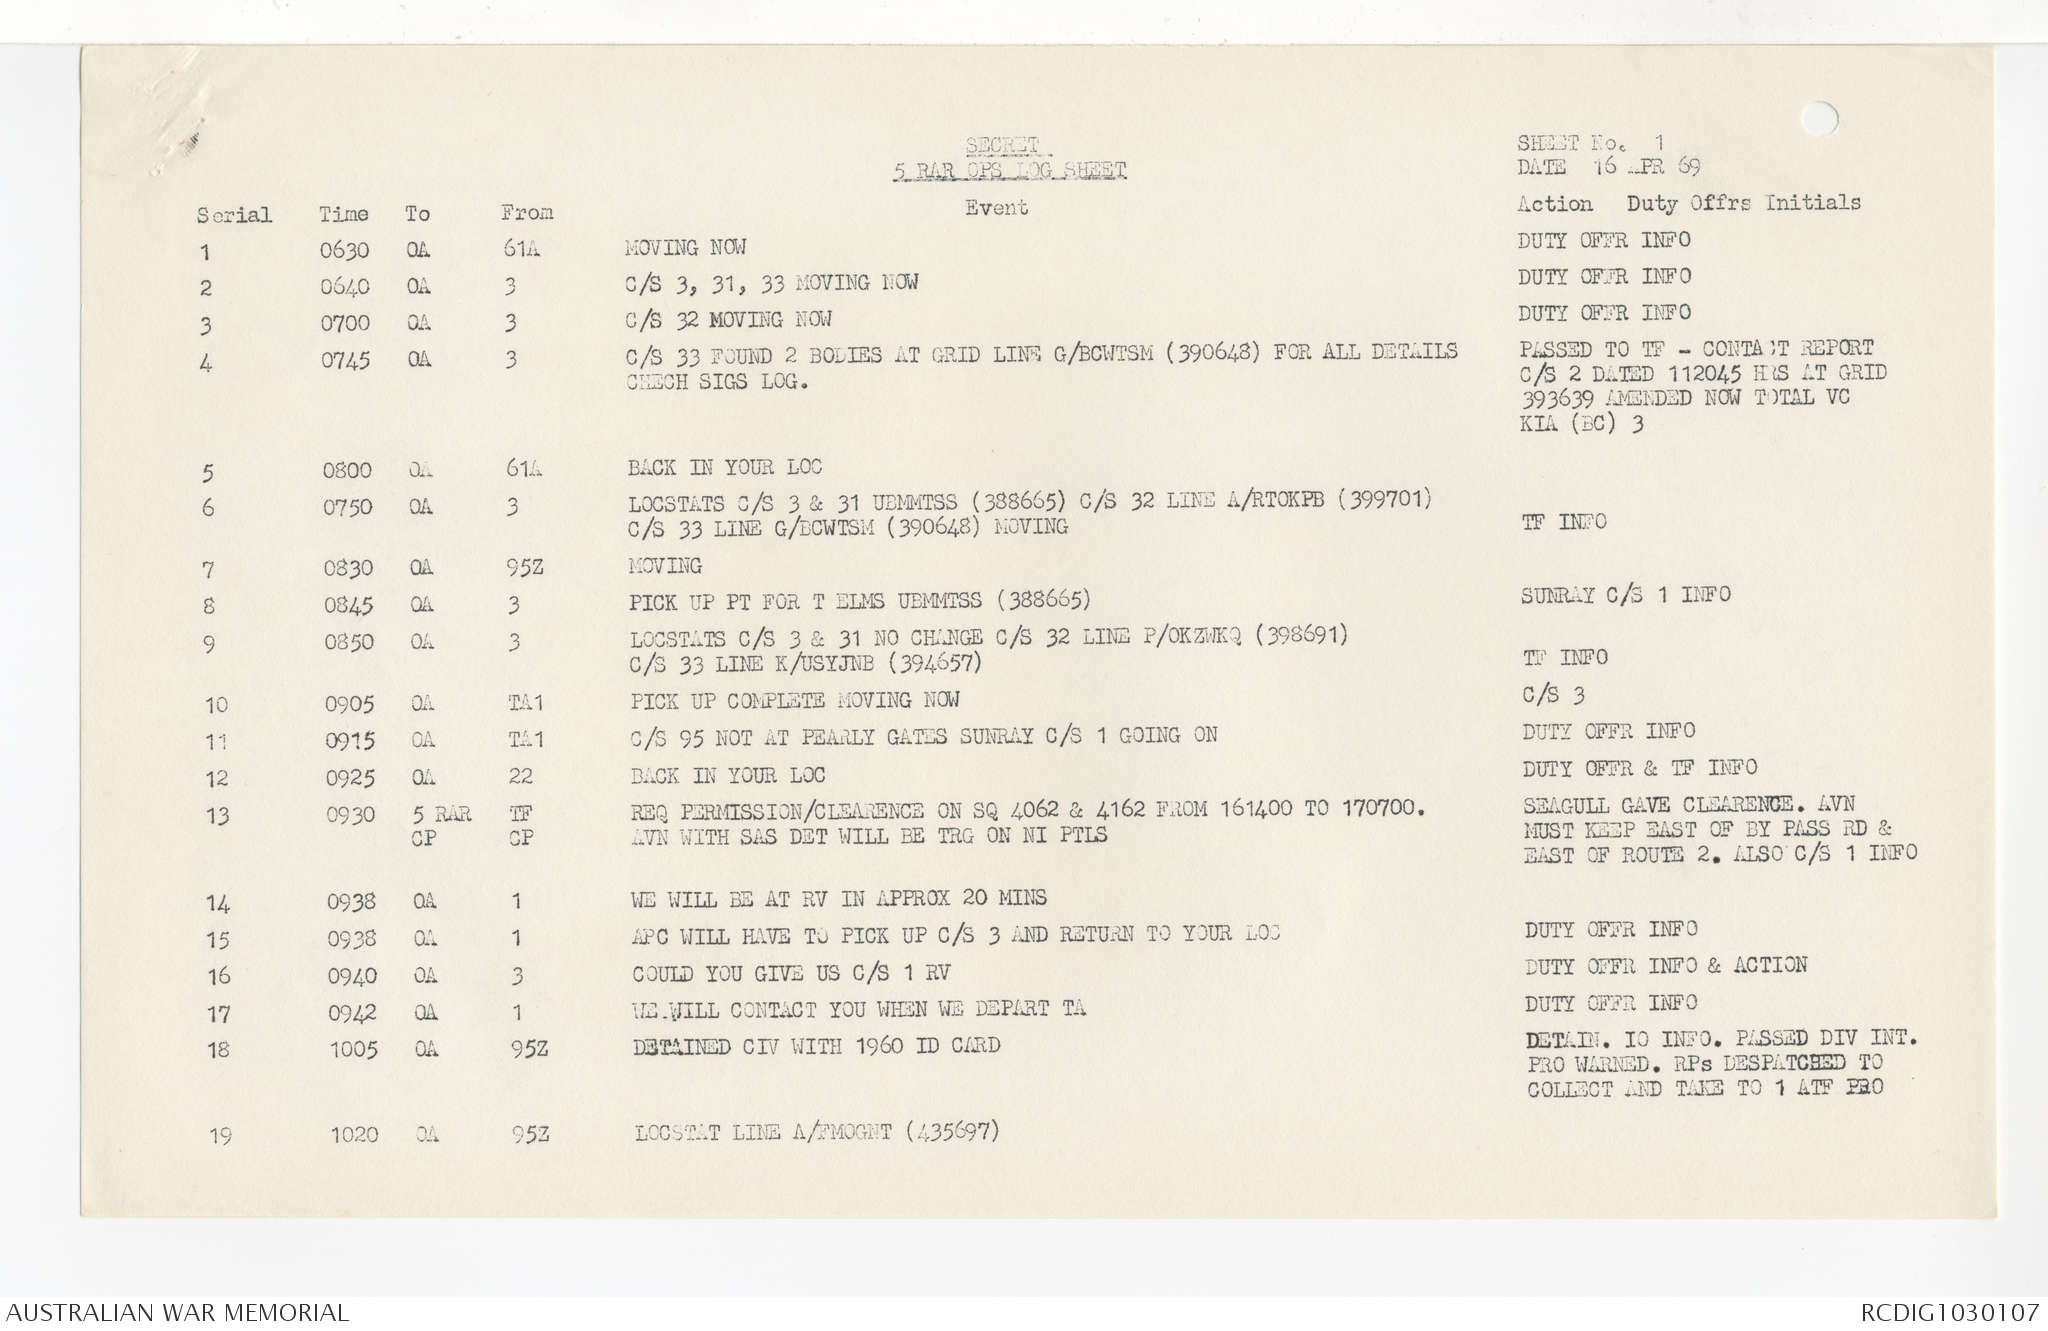 SECRET
5 RAR OPS LOG SHEET
SHEET No. 1
DATE 16 APR 69
Serial Time To From Event Action Duty Offrs Initials
1 0630 OA 61A MOVING NOW DUTY OFFR INFO
2 0640 OA 3 C/S 3, 31, 33 MOVING NOW DUTY OFFR INFO
3 0700 OA 3 C/S 32 MOVING NOW DUTY OFFR INFO
4 0745 OA 3 C/S 33 FOUND 2 BODIES AT GRID LINE G/BCWTSM (390648) FOR ALL DETAILS PASSED TO TF - CONTACT REPORT
CHECH SIGS LOG. C/S 2 DATED 112045 HRS AT GRID
393639 AMENDED NOW TOTAL VC
KIA (BC) 3
5 0800 OA 61A BACK IN YOUR LOC
6 0750 OA 3 LOCSTATS C/S 3 & 31 UBMMTSS (388665) C/S 32 LINE A/RTOKPB (399701)
C/S 33 LINE G/BCWTSM (390648) MOVING TF INFO
7 0830 OA 95Z MOVING
8 0845 OA 3 PICK UP PT FOR T ELMS UBMMTSS (388665) SUNRAY C/S 1 INFO
9 0850 OA 3 LOCSTATS C/S 3 & 31 NO CHANGE C/S 32 LINE P/OKZWKQ (398691)
C/S 33 LINE K/USYJNB (394657) TF INFO
10 0905 OA TA1 PICK UP COMPLETE MOVING NOW C/S 3
11 0915 OA TA1 C/S 95 NOT AT PEARLY GATES SUNRAY C/S 1 GOING ON DUTY OFFR INFO
12 0925 OA 22 BACK IN YOUR LOC DUTY OFFR & TF INFO
13 0930 5 RAR TF REQ PERMISSION/CLEARENCE ON SQ 4062 & 4162 FROM 161400 TO 170700. SEAGULL GAVE CLEARENCE. AVN
CP CP AVN WITH SAS DET WILL BE TRG ON NI PTLS MUST KEEP EAST OF BY PASS RD &
EAST OF ROUTE 2. ALSO C/S 1 INFO
14 0938 OA 1 WE WILL BE AT RV IN APPROX 20 MINS
15 0938 OA 1 APC WILL HAVE TO PICK UP C/S 3 AND RETURN TO YOUR LOC DUTY OFFR INFO
16 0940 OA 3 COULD YOU GIVE US C/S 1 RV DUTY OFFR INFO & ACTION
17 0942 OA 1 WE WILL CONTACT YOU WHEN WE DEPART TA DUTY OFFR INFO
18 1005 OA 95Z DETAINED CIV WITH 1960 ID CARD DETAIN. IO INFO. PASSED DIV INT.
PRO WARNED. RPs DESPATCHED TO
COLLECT AND TAKE TO 1 ATF PRO
19 1020 OA 95Z LOCSTAT LINE A/FMOGNT (435697)
AUSTRALIAN WAR MEMORIAL RCDIG1030107